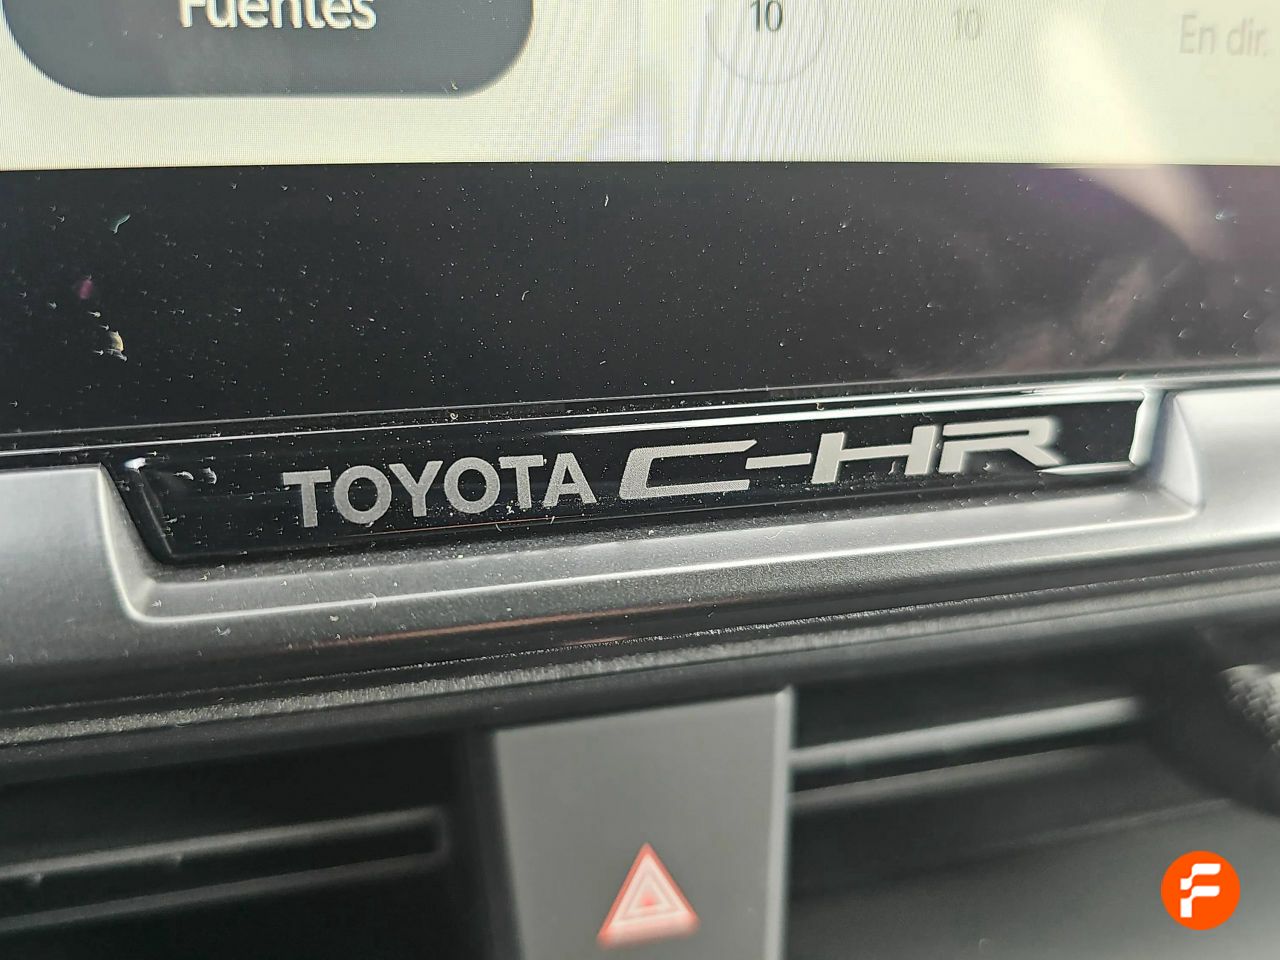 Fuentes
10
10
En dir.
TOYOTA C-HR
F